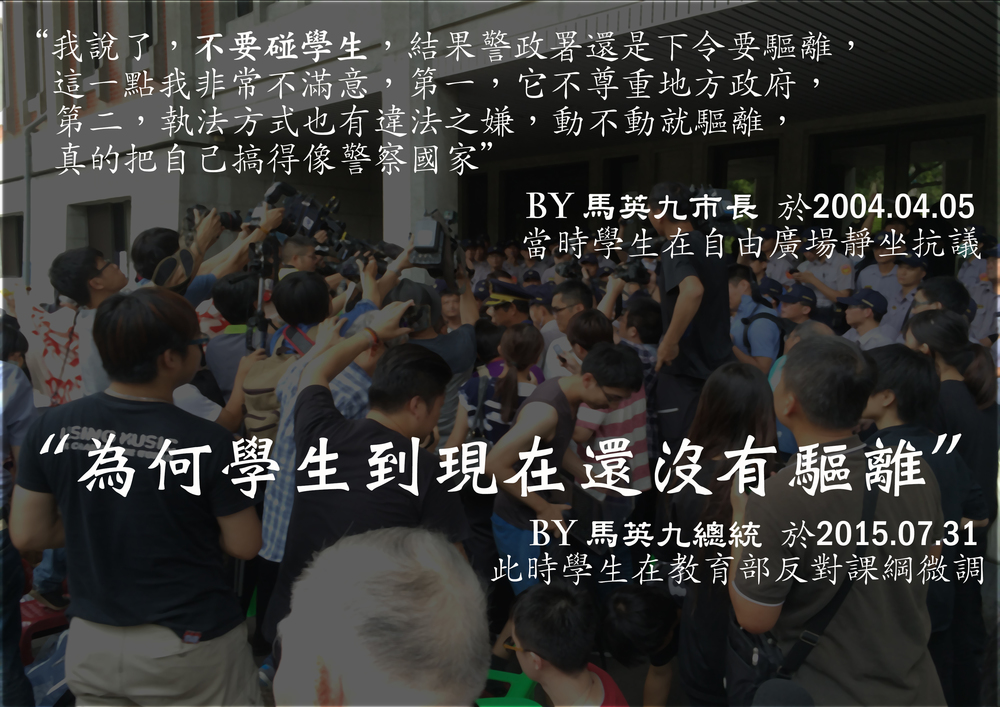 “我說了，不要碰學生，結果警政署還是下令要驅離，
這一點我非常不滿意，第一，它不尊重地方政府，
第二，執法方式也有違法之嫌，動不動就驅離，
真的把自己搞得像警察國家”
BY 馬英九市長 於2004.04.05
當時學生在自由廣場靜坐抗議
“為何學生到現在還沒有驅離”
BY 馬英九總統 於2015.07.31
此時學生在教育部反對課綱微調